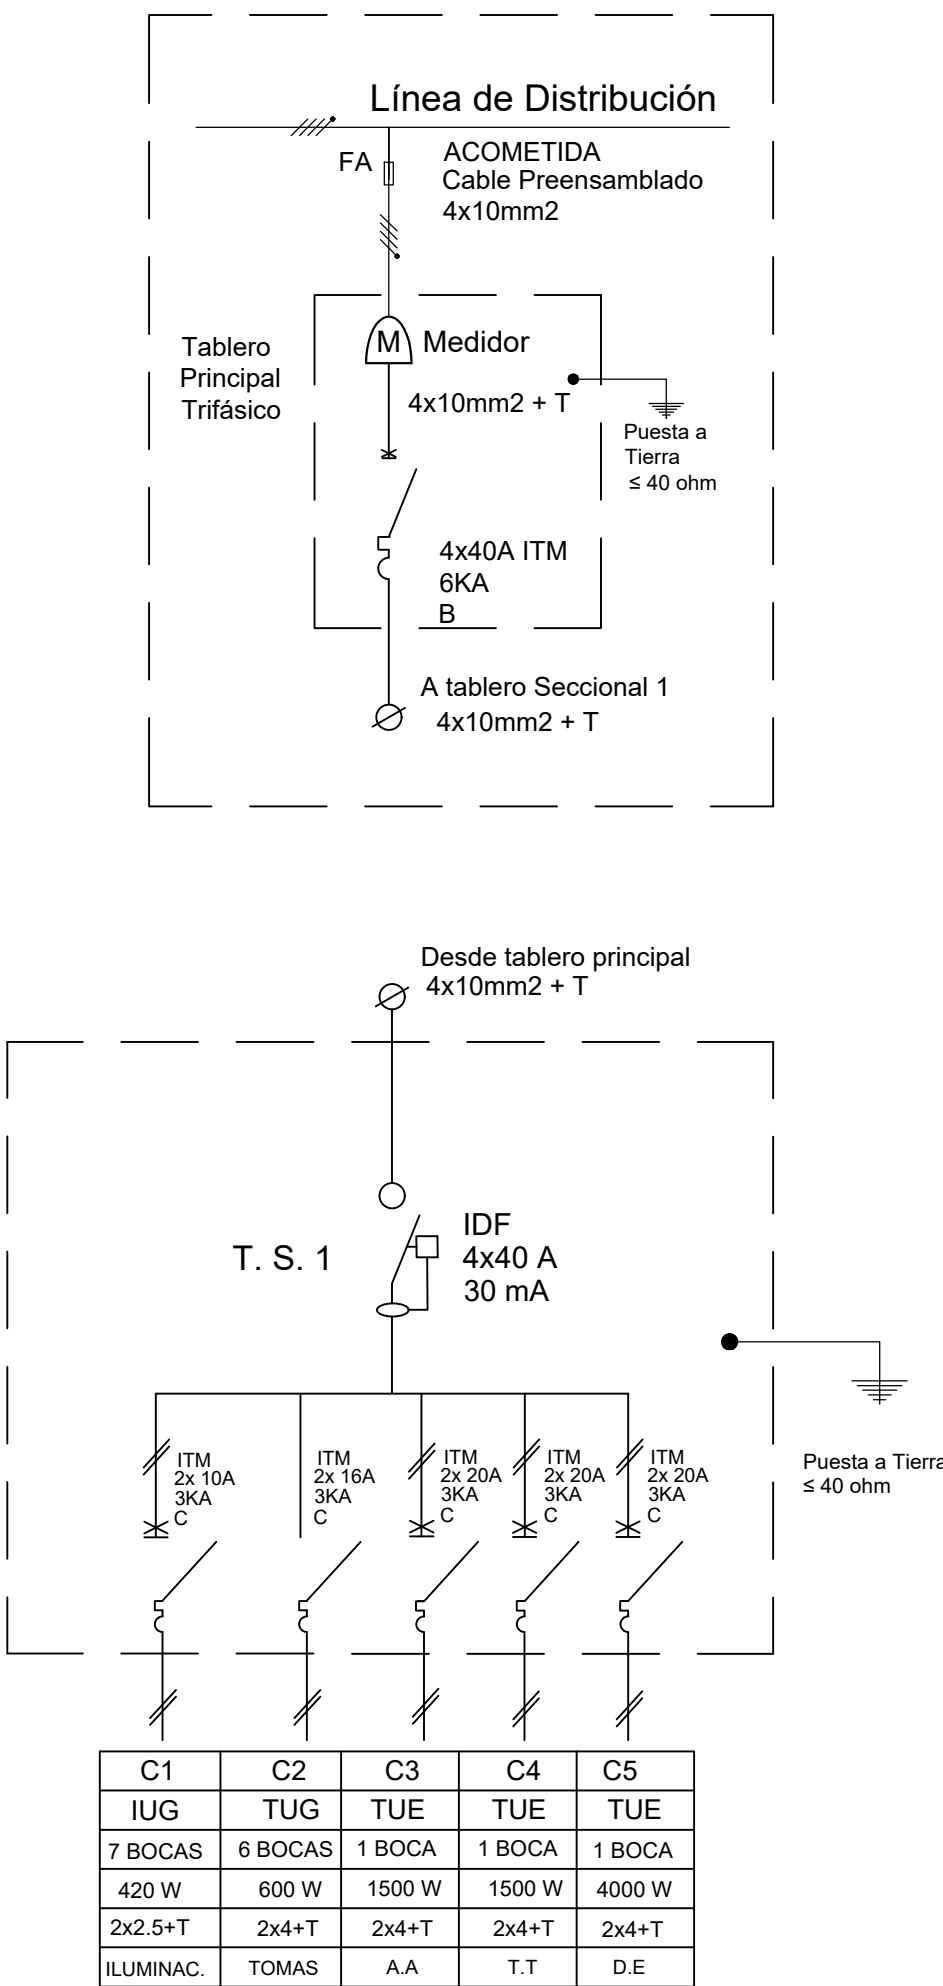 Línea de Distribución
FA
ACOMETIDA
Cable Preensamblado
4x10mm2
Tablero
Principal
Trifásico
M
Medidor
4x10mm2 + T
Puesta a
Tierra
≤ 40 ohm
4x40A ITM
6KA
B
A tablero Seccional 1
4x10mm2 + T
Desde tablero principal
4x10mm2 + T
T. S. 1
IDF
4x40 A
30 mA
ITM
2x 10A
3KA
C
ITM
2x 16A
3KA
C
ITM
2x 20A
3KA
C
ITM
2x 20A
3KA
C
ITM
2x 20A
3KA
C
Puesta a Tierra
≤ 40 ohm
C1 C2 C3 C4 C5
IUG TUG TUE TUE TUE
7 BOCAS 6 BOCAS 1 BOCA 1 BOCA 1 BOCA
420 W 600 W 1500 W 1500 W 4000 W
2x2.5+T 2x4+T 2x4+T 2x4+T 2x4+T
ILUMINAC. TOMAS A.A T.T D.E